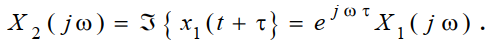 X₂(jω) = ℑ{x₁(t + τ} = e^{jωτ} X₁(jω).